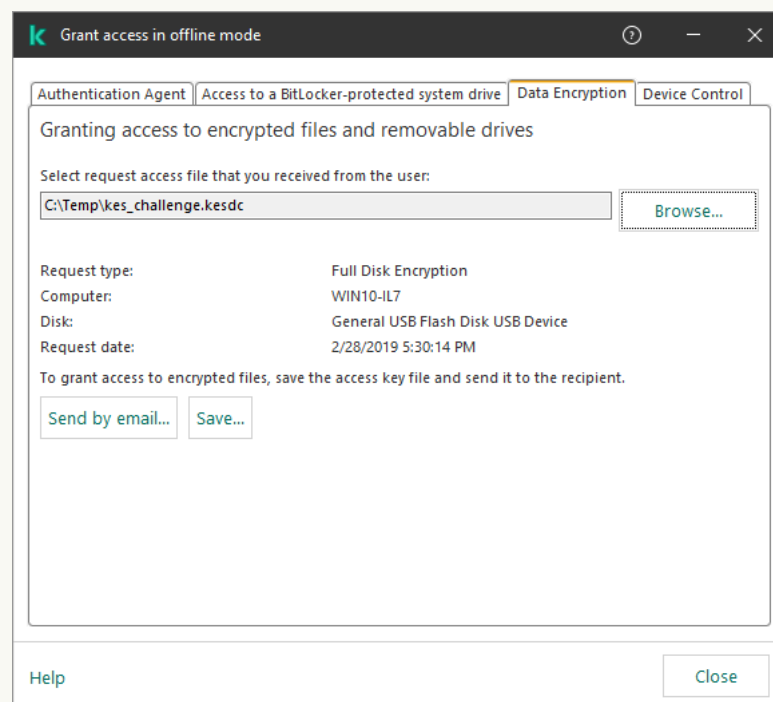 Grant access in offline mode
Authentication Agent Access to a BitLocker-protected system drive Data Encryption Device Control
Granting access to encrypted files and removable drives
Select request access file that you received from the user:
C:\Temp\kes_challenge.kesdc Browse...
Request type: Full Disk Encryption
Computer: WIN10-IL7
Disk: General USB Flash Disk USB Device
Request date: 2/28/2019 5:30:14 PM
To grant access to encrypted files, save the access key file and send it to the recipient.
Send by email... Save...
Help Close